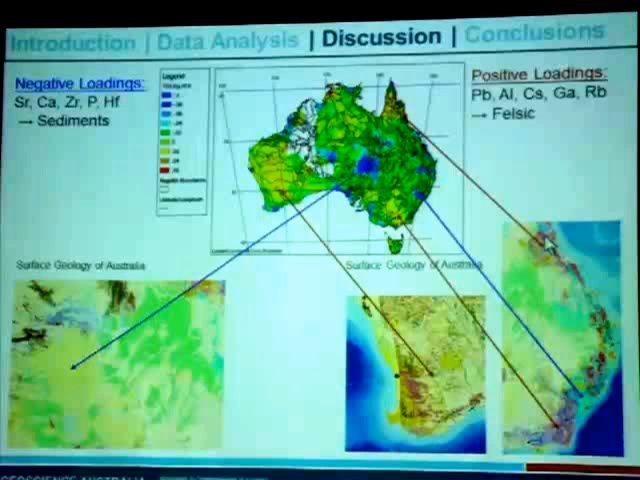 Introduction | Data Analysis | Discussion | Conclusions
Negative Loadings:
Sr, Ca, Zr, P, Hf
→ Sediments
Legend
Positive Loadings:
Pb, Al, Cs, Ga, Rb
→ Felsic
Surface Geology of Australia
Surface Geology of Australia
GEOSCIENCE AUSTRALIA